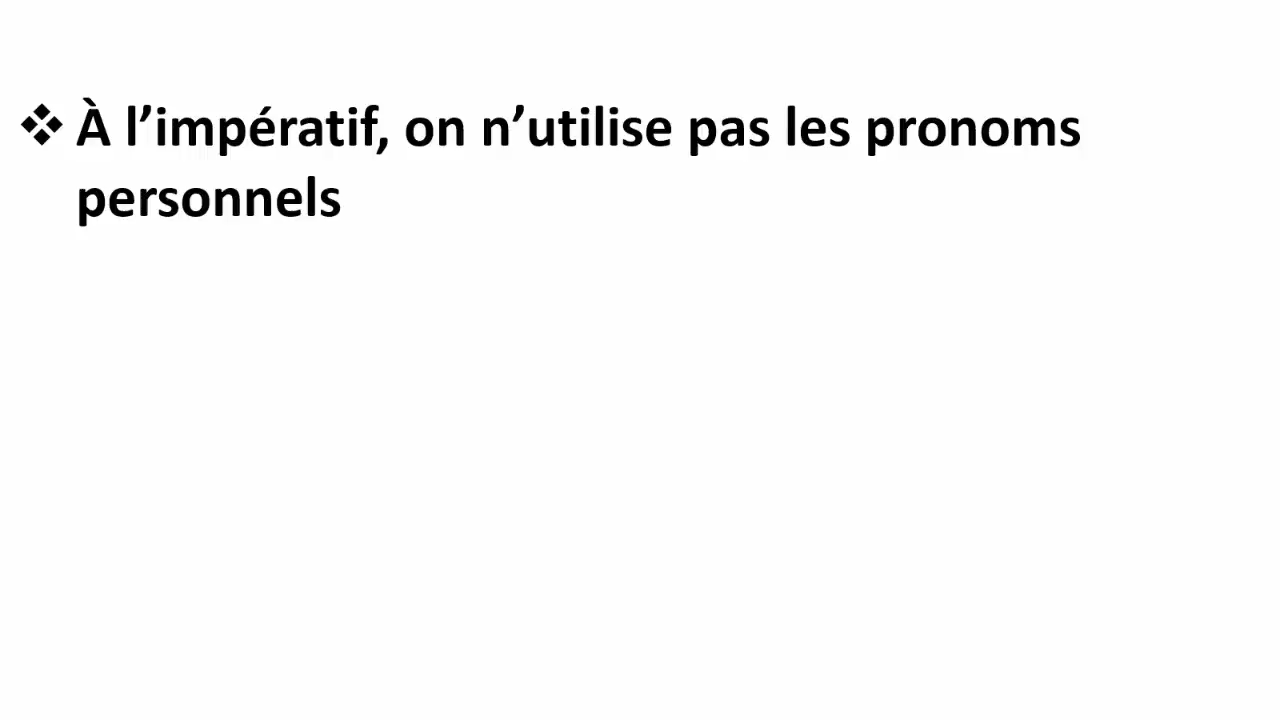 ❖ À l’impératif, on n’utilise pas les pronoms
personnels